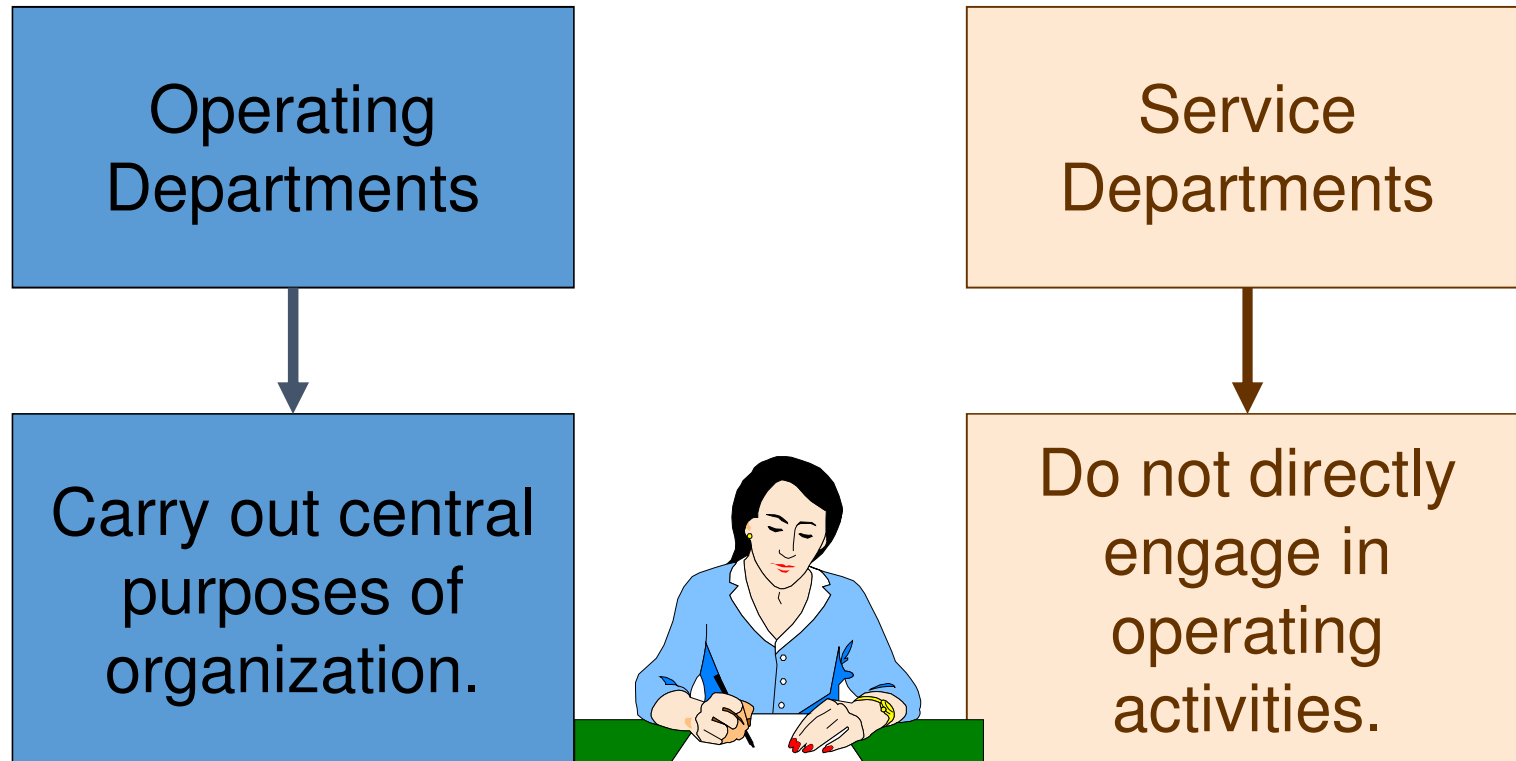 Operating
Departments
Service
Departments
Carry out central
purposes of
organization.
Do not directly
engage in
operating
activities.